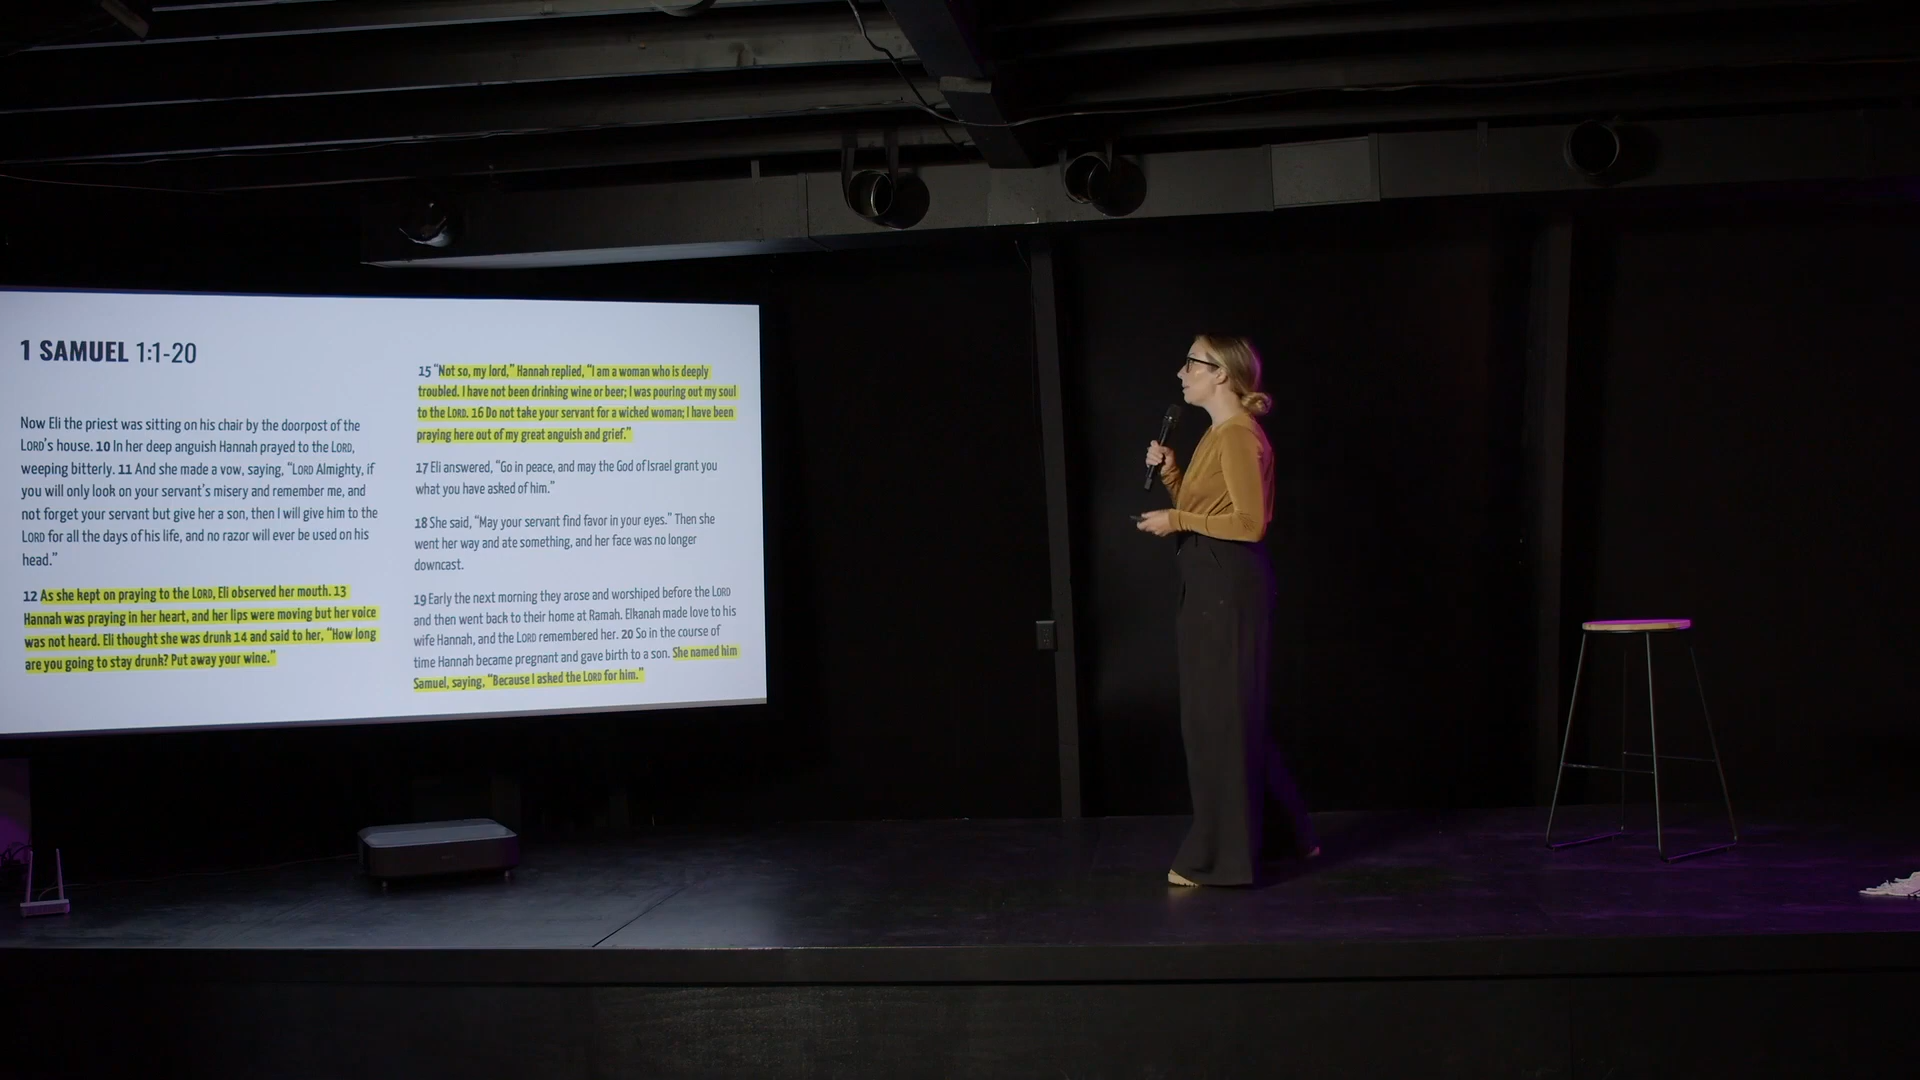 1 SAMUEL 1:1-20
Now Eli the priest was sitting on his chair by the doorpost of the
LORD's house. 10 In her deep anguish Hannah prayed to the LORD,
weeping bitterly. 11 And she made a vow, saying, “LORD Almighty, if
you will only look on your servant's misery and remember me, and
not forget your servant but give her a son, then I will give him to the
LORD for all the days of his life, and no razor will ever be used on his
head.”
12 As she kept on praying to the LORD, Eli observed her mouth. 13
Hannah was praying in her heart, and her lips were moving but her voice
was not heard. Eli thought she was drunk 14 and said to her, “How long
are you going to stay drunk? Put away your wine.”
15 “Not so, my lord,” Hannah replied, “I am a woman who is deeply
troubled. I have not been drinking wine or beer; I was pouring out my soul
to the LORD. 16 Do not take your servant for a wicked woman; I have been
praying here out of my great anguish and grief.”
17 Eli answered, “Go in peace, and may the God of Israel grant you
what you have asked of him.”
18 She said, “May your servant find favor in your eyes.” Then she
went her way and ate something, and her face was no longer
downcast.
19 Early the next morning they arose and worshiped before the LORD
and then went back to their home at Ramah. Elkanah made love to his
wife Hannah, and the LORD remembered her. 20 So in the course of
time Hannah became pregnant and gave birth to a son. She named him
Samuel, saying, “Because I asked the LORD for him.”